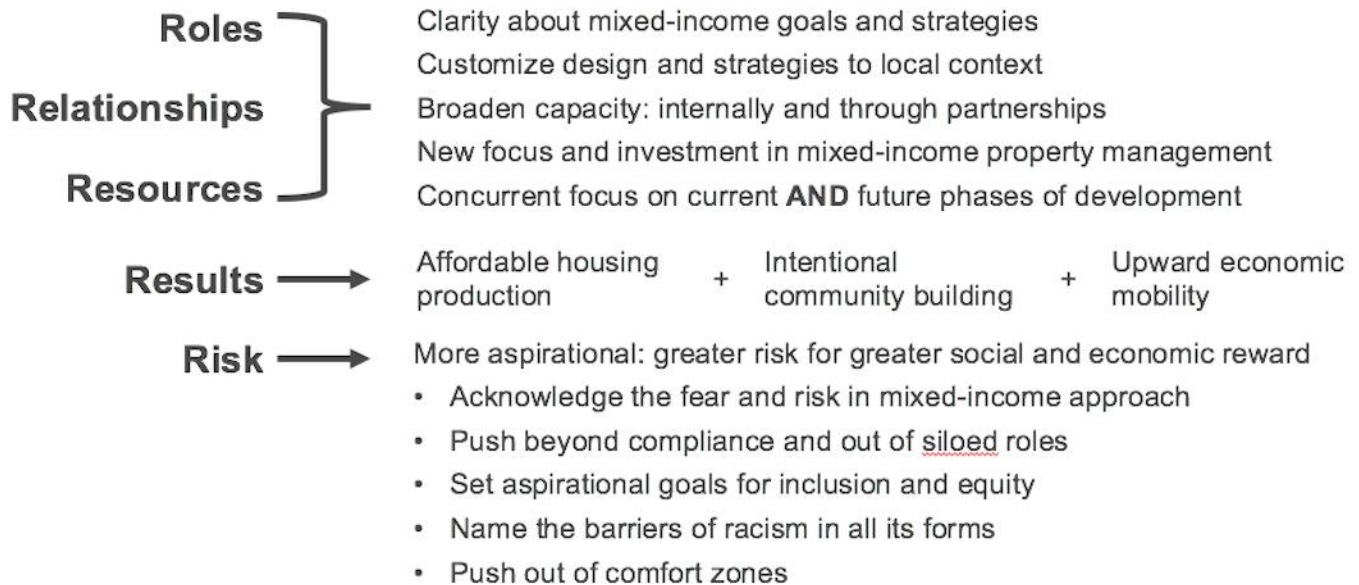 Roles
Relationships
Resources
Clarity about mixed-income goals and strategies
Customize design and strategies to local context
Broaden capacity: internally and through partnerships
New focus and investment in mixed-income property management
Concurrent focus on current AND future phases of development
Results
Affordable housing
production
+
Intentional
community building
+
Upward economic
mobility
Risk
More aspirational: greater risk for greater social and economic reward
• Acknowledge the fear and risk in mixed-income approach
• Push beyond compliance and out of siloed roles
• Set aspirational goals for inclusion and equity
• Name the barriers of racism in all its forms
• Push out of comfort zones